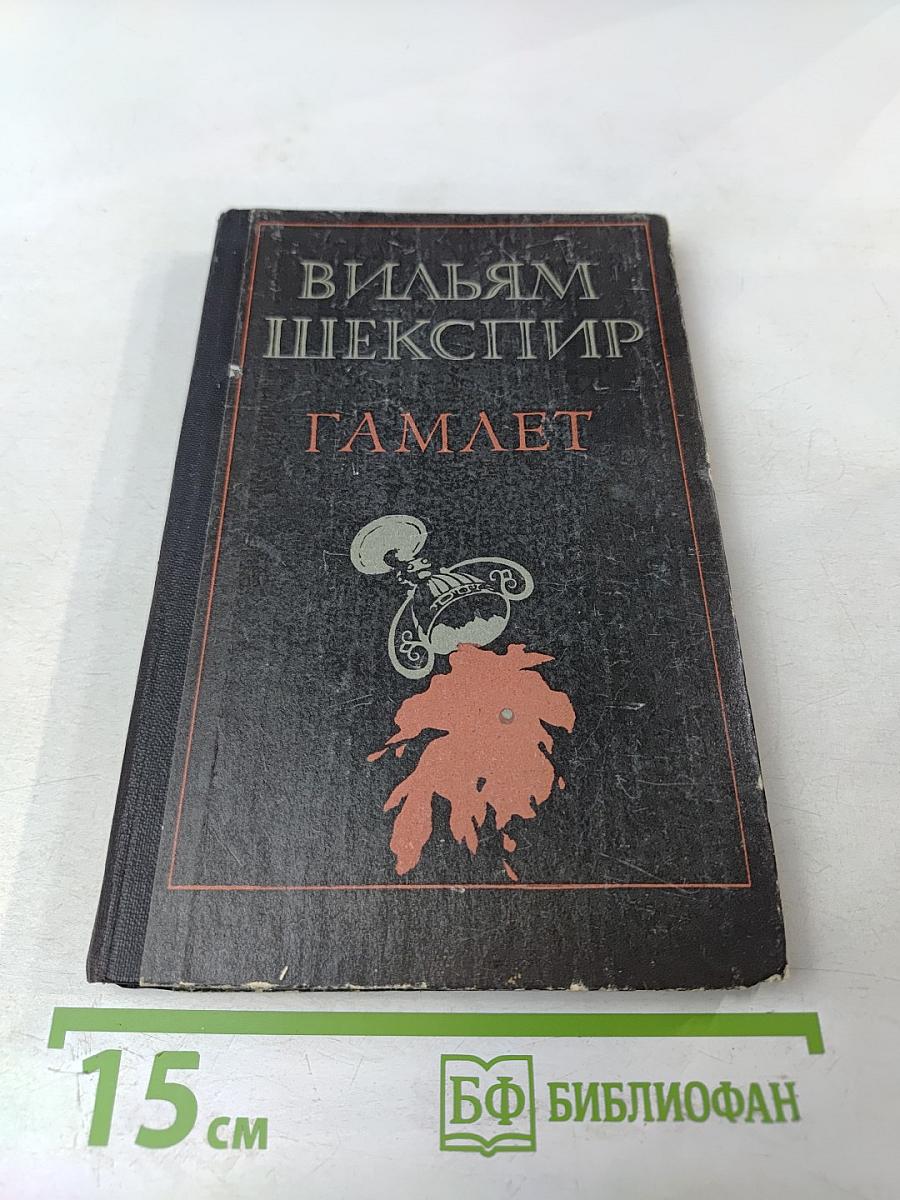 ВИЛЬЯМ
ШЕКСПИР
ГАМЛЕТ
15 см
БФ БИБЛИОФАН